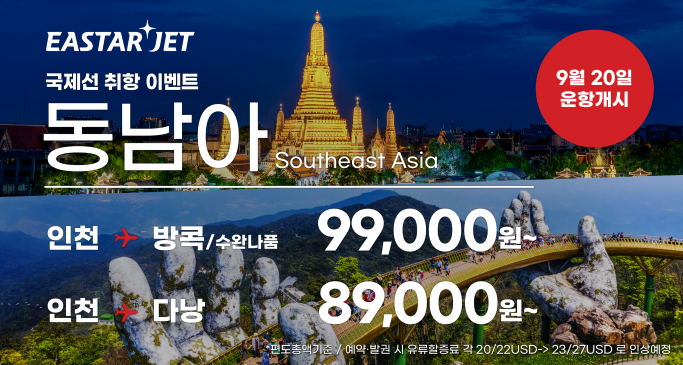 EASTAR JET
국제선 취항 이벤트
동남아 Southeast Asia
9월 20일
운항개시
인천 방콕/수완나품 99,000원~
인천 다낭 89,000원~
*편도총액기준 / 예약·발권 시 유류할증료 각 20/22USD-> 23/27USD 로 인상예정